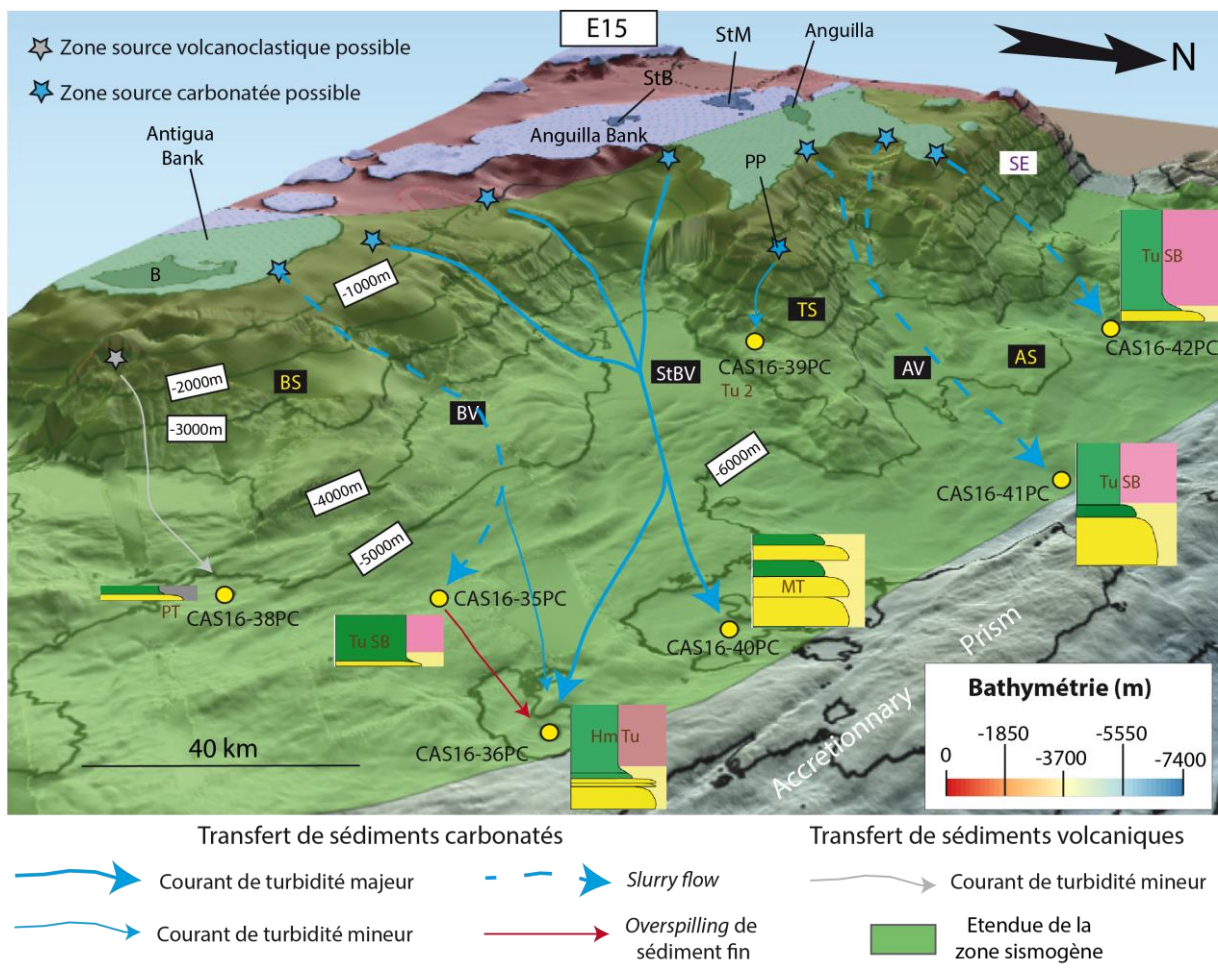 E15
StM
Anguilla
N
Zone source volcanoclastique possible
StB
Zone source carbonatée possible
Antigua
Bank
Anguilla Bank
PP
SE
B
-1000m
Tu SB
TS
CAS16-42PC
-2000m
BS
StBV
CAS16-39PC
Tu 2
AV
AS
-3000m
BV
-6000m
-4000m
CAS16-41PC
Tu SB
-5000m
PT
CAS16-38PC
CAS16-35PC
MT
Tu SB
CAS16-40PC
Accretionnary Prism
Hm Tu
CAS16-36PC
40 km
Bathymétrie (m)
-1850
-5550
0
-3700
-7400
Transfert de sédiments carbonatés
Transfert de sédiments volcaniques
Courant de turbidité majeur
Slurry flow
Courant de turbidité mineur
Courant de turbidité mineur
Overspilling de
sédiment fin
Etendue de la
zone sismogène